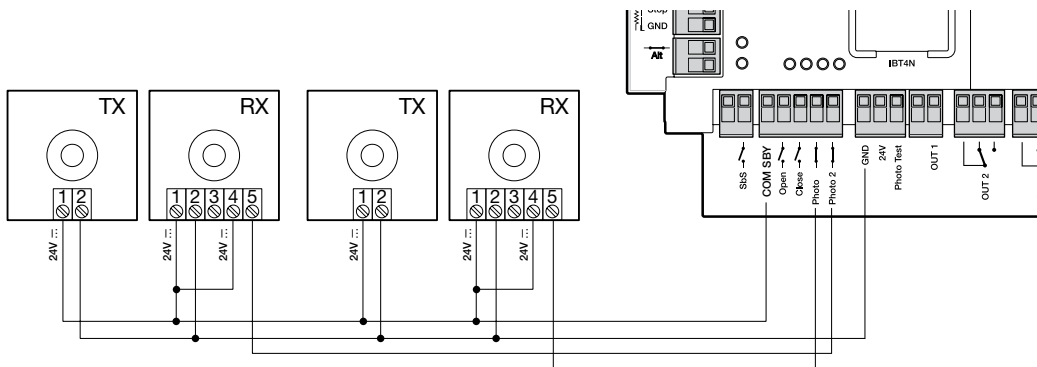 Stop
GND
Alt
IBT4N
TX
RX
TX
RX
1 2
1 2 3 4 5
1 2
1 2 3 4 5
24V
24V
24V
24V
24V
24V
SbS
COM SBY
Open
Close
Photo
Photo 2
GND
24V
Photo Test
OUT 1
OUT 2